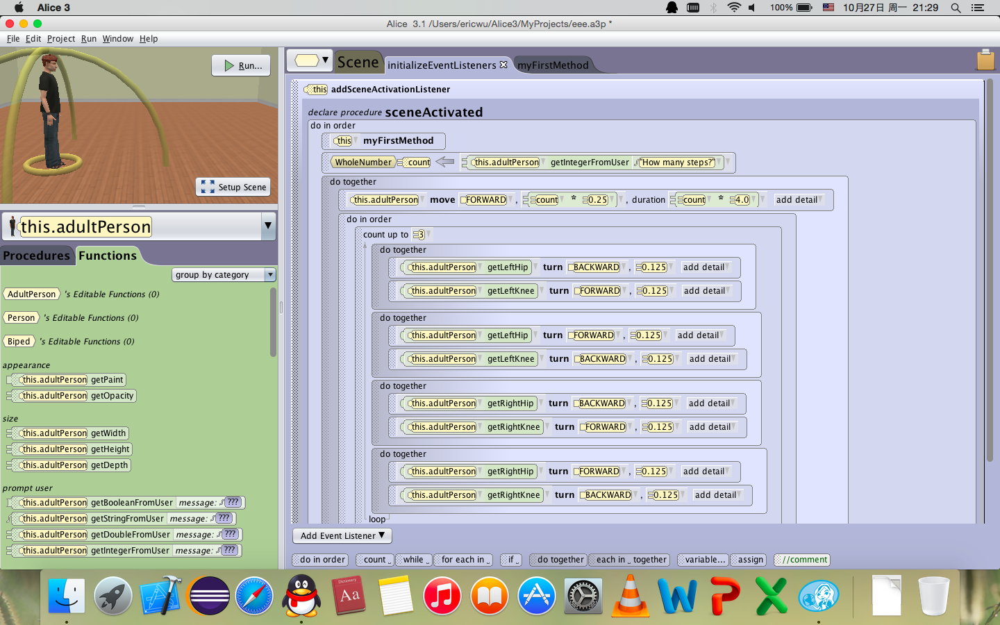 Alice 3
100%
10月27日 周一 21:29
Alice 3.1 /Users/ericwu/Alice3/MyProjects/eee.a3p *
File Edit Project Run Window Help
Run...
Setup Scene
this.adultPerson
Procedures Functions
group by category
AdultPerson 's Editable Functions (0)
Person 's Editable Functions (0)
Biped 's Editable Functions (0)
appearance
this.adultPerson getPaint
this.adultPerson getOpacity
size
this.adultPerson getWidth
this.adultPerson getHeight
this.adultPerson getDepth
prompt user
this.adultPerson getBooleanFromUser message: ???
this.adultPerson getStringFromUser message: ???
this.adultPerson getDoubleFromUser message: ???
this.adultPerson getIntegerFromUser message: ???
Scene initializeEventListeners myFirstMethod
this addSceneActivationListener
declare procedure sceneActivated
do in order
this myFirstMethod
WholeNumber count this.adultPerson getIntegerFromUser "How many steps?"
do together
this.adultPerson move FORWARD , count * 0.25 , duration count * 4.0 add detail
do in order
count up to 3
do together
this.adultPerson getLeftHip turn BACKWARD , 0.125 add detail
this.adultPerson getLeftKnee turn FORWARD , 0.125 add detail
do together
this.adultPerson getLeftHip turn FORWARD , 0.125 add detail
this.adultPerson getLeftKnee turn BACKWARD , 0.125 add detail
do together
this.adultPerson getRightHip turn BACKWARD , 0.125 add detail
this.adultPerson getRightKnee turn FORWARD , 0.125 add detail
do together
this.adultPerson getRightHip turn FORWARD , 0.125 add detail
this.adultPerson getRightKnee turn BACKWARD , 0.125 add detail
loop
Add Event Listener
do in order count _ while _ for each in _ if _ do together each in _ together variable... assign //comment
Dictionary
Aa